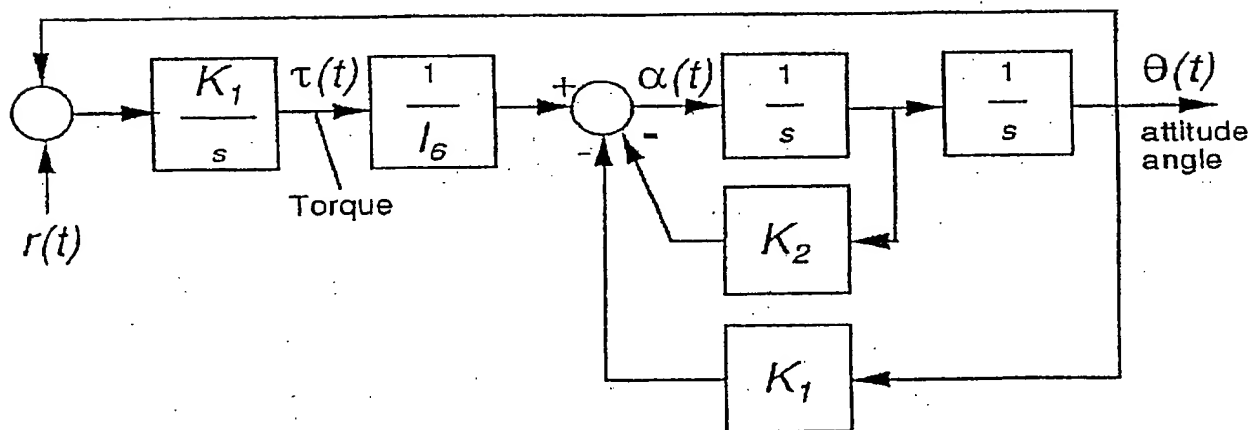 K1
s
τ(t)
1
I6
+
-
-
α(t)
1
s
1
s
θ(t)
attitude
angle
Torque
r(t)
K2
K1